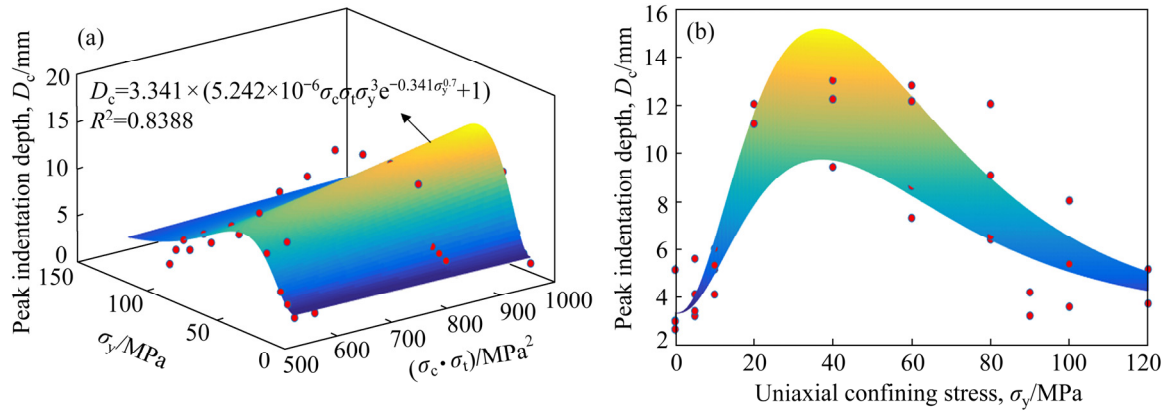 (a)
Peak indentation depth, D_c/mm
20
15
10
5
0
D_c=3.341×(5.242×10^{-6}σ_cσ_tσ_y^3e^{-0.341σ_y^{0.7}}+1)
R^2=0.8388
150
100
50
0
σ_y/MPa
500
600
700
800
900
1000
(σ_c·σ_t)/MPa^2
(b)
Peak indentation depth, D_c/mm
16
14
12
10
8
6
4
2
0 20 40 60 80 100 120
Uniaxial confining stress, σ_y/MPa